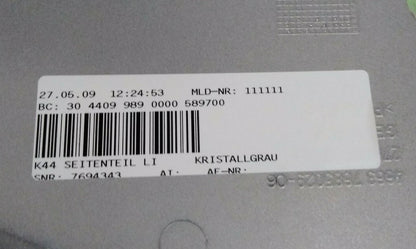 27.05.09 12:24:53 MLD-NR: 111111
BC: 30 4409 989 0000 589700
K44 SEITENTEIL LI KRISTALLGRAU
SNR: 7694343 AI: AF-NR: